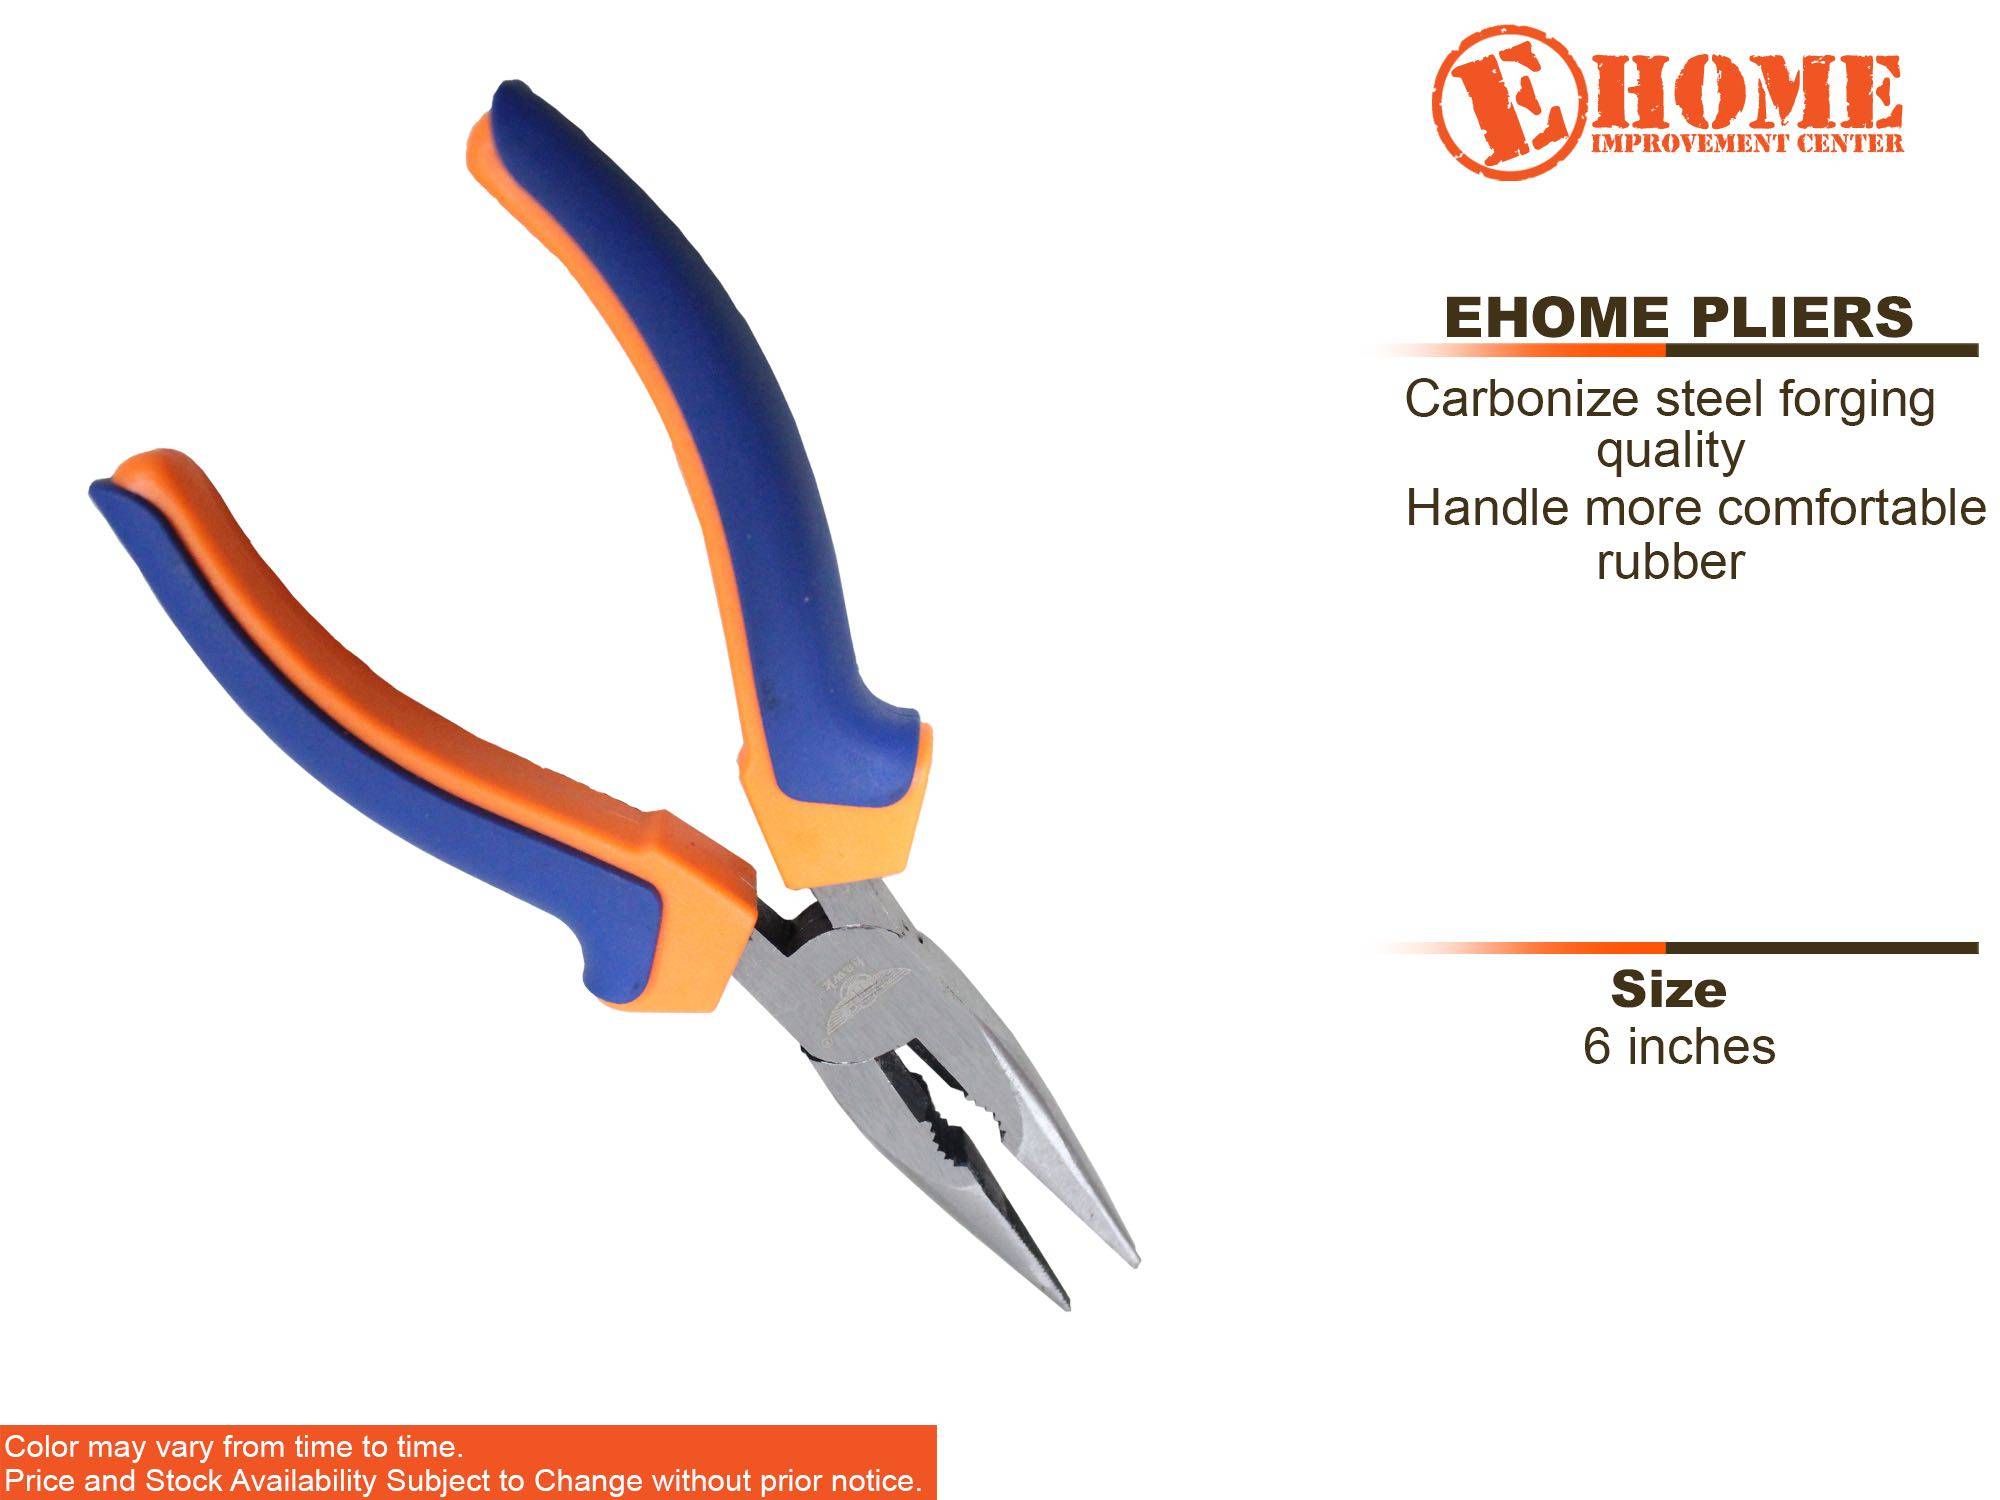 E HOME
IMPROVEMENT CENTER
EHOME PLIERS
Carbonize steel forging
quality
Handle more comfortable
rubber
Size
6 inches
hawk
®
Color may vary from time to time.
Price and Stock Availability Subject to Change without prior notice.